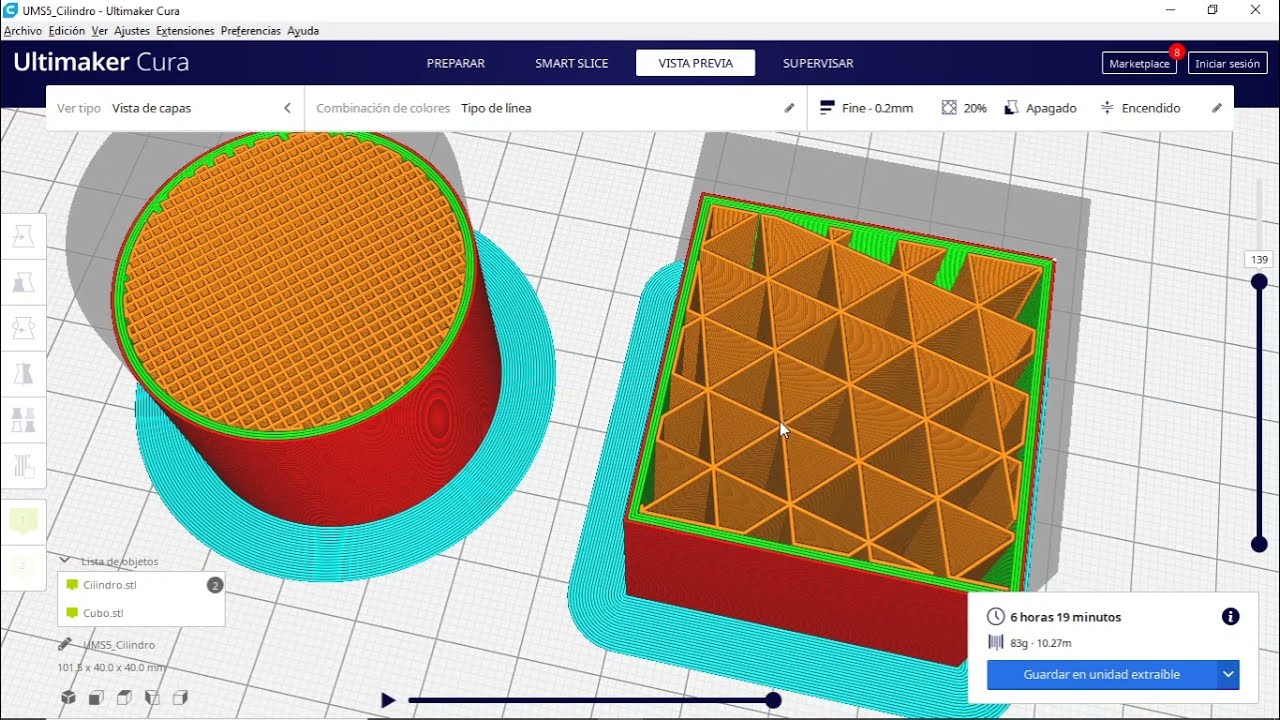 UMS5_Cilindro - Ultimaker Cura
Archivo Edición Ver Ajustes Extensiones Preferencias Ayuda
Ultimaker Cura
PREPARAR
SMART SLICE
VISTA PREVIA
SUPERVISAR
Marketplace
8
Iniciar sesión
Ver tipo Vista de capas
Combinación de colores Tipo de línea
Fine - 0.2mm
20%
Apagado
Encendido
139
Lista de objetos
Cilindro.stl
2
Cubo.stl
UMS5_Cilindro
101.5 x 40.0 x 40.0 mm
6 horas 19 minutos
83g · 10.27m
Guardar en unidad extraíble